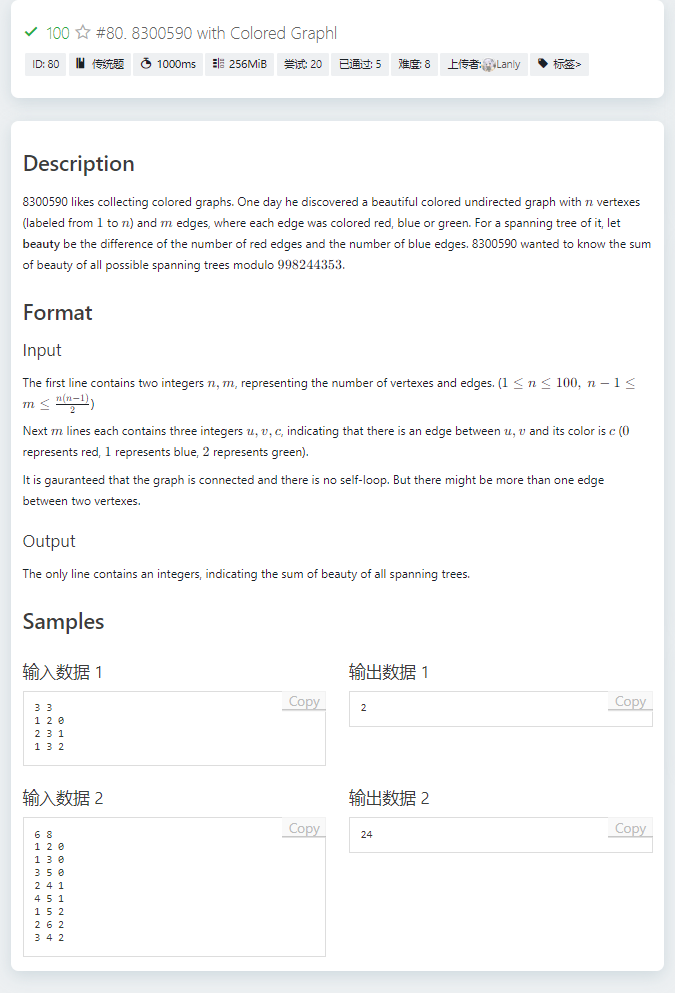 100 #80. 8300590 with Colored GraphI
ID: 80 传统题 1000ms 256MiB 尝试: 20 已通过: 5 难度: 8 上传者: Laniy 标签>
Description
8300590 likes collecting colored graphs. One day he discovered a beautiful colored undirected graph with n vertexes
(labeled from 1 to n) and m edges, where each edge was colored red, blue or green. For a spanning tree of it, let
beauty be the difference of the number of red edges and the number of blue edges. 8300590 wanted to know the sum
of beauty of all possible spanning trees modulo 998244353.
Format
Input
The first line contains two integers n, m, representing the number of vertexes and edges. (1 ≤ n ≤ 100, n − 1 ≤
m ≤ n(n−1)/2)
Next m lines each contains three integers u, v, c, indicating that there is an edge between u, v and its color is c (0
represents red, 1 represents blue, 2 represents green).
It is gauranteed that the graph is connected and there is no self-loop. But there might be more than one edge
between two vertexes.
Output
The only line contains an integers, indicating the sum of beauty of all spanning trees.
Samples
输入数据 1
Copy
3 3
1 2 0
2 3 1
1 3 2
输出数据 1
Copy
2
输入数据 2
Copy
6 8
1 2 0
1 3 0
3 5 0
2 4 1
4 5 1
1 5 2
2 6 2
3 4 2
输出数据 2
Copy
24